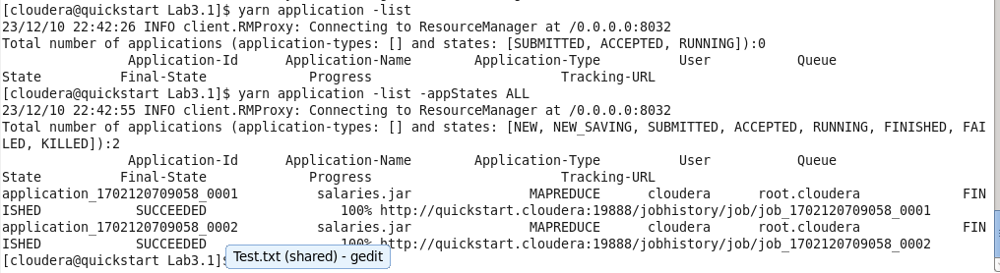 [cloudera@quickstart Lab3.1]$ yarn application -list
23/12/10 22:42:26 INFO client.RMProxy: Connecting to ResourceManager at /0.0.0.0:8032
Total number of applications (application-types: [] and states: [SUBMITTED, ACCEPTED, RUNNING]):0
                Application-Id      Application-Name        Application-Type          User           Queue
State         Final-State             Progress                        Tracking-URL
[cloudera@quickstart Lab3.1]$ yarn application -list -appStates ALL
23/12/10 22:42:55 INFO client.RMProxy: Connecting to ResourceManager at /0.0.0.0:8032
Total number of applications (application-types: [] and states: [NEW, NEW_SAVING, SUBMITTED, ACCEPTED, RUNNING, FINISHED, FAI
LED, KILLED]):2
                Application-Id      Application-Name        Application-Type          User           Queue
State         Final-State             Progress                        Tracking-URL
application_1702120709058_0001          salaries.jar               MAPREDUCE      cloudera      root.cloudera             FIN
ISHED           SUCCEEDED                 100% http://quickstart.cloudera:19888/jobhistory/job/job_1702120709058_0001
application_1702120709058_0002          salaries.jar               MAPREDUCE      cloudera      root.cloudera             FIN
ISHED           SUCCEEDED                 100% http://quickstart.cloudera:19888/jobhistory/job/job_1702120709058_0002
[cloudera@quickstart Lab3.1]$
Test.txt (shared) - gedit